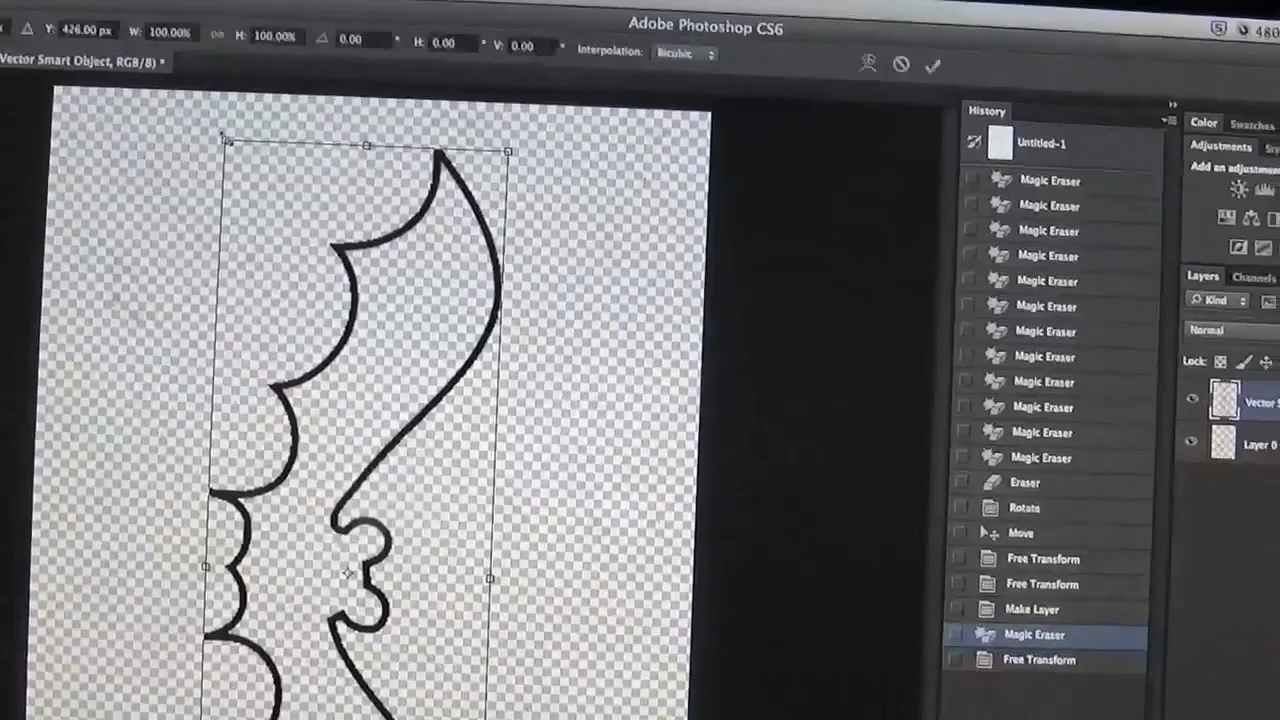 Adobe Photoshop CS6
480
Y: 426.00 px W: 100.00% H: 100.00% 0.00 ° H: 0.00 ° V: 0.00 ° Interpolation: Bicubic
Vector Smart Object, RGB/8) *
History
Untitled-1
Magic Eraser
Magic Eraser
Magic Eraser
Magic Eraser
Magic Eraser
Magic Eraser
Magic Eraser
Magic Eraser
Magic Eraser
Magic Eraser
Magic Eraser
Magic Eraser
Eraser
Rotate
Move
Free Transform
Free Transform
Make Layer
Magic Eraser
Free Transform
Color Swatches
Adjustments
Add an adjustme
Layers Channels
Kind
Normal
Lock:
Vector S
Layer 0